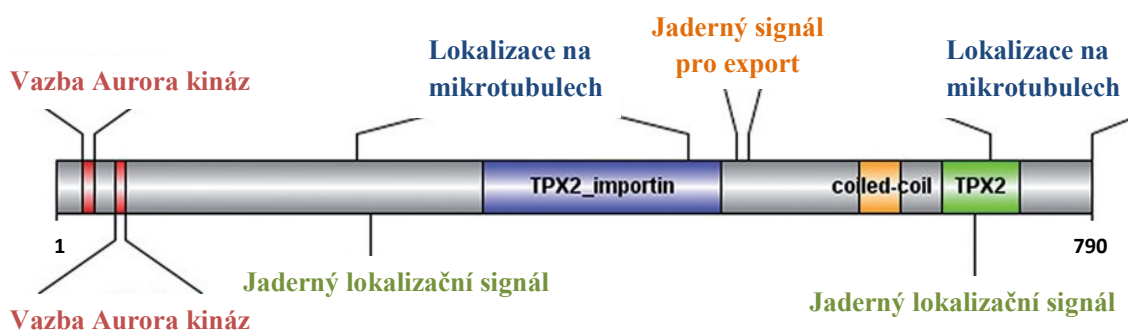 Vazba Aurora kináz
Lokalizace na
mikrotubulech
Jaderný signál
pro export
Lokalizace na
mikrotubulech
TPX2_importin
coiled-coil
TPX2
1
790
Jaderný lokalizační signál
Jaderný lokalizační signál
Vazba Aurora kináz